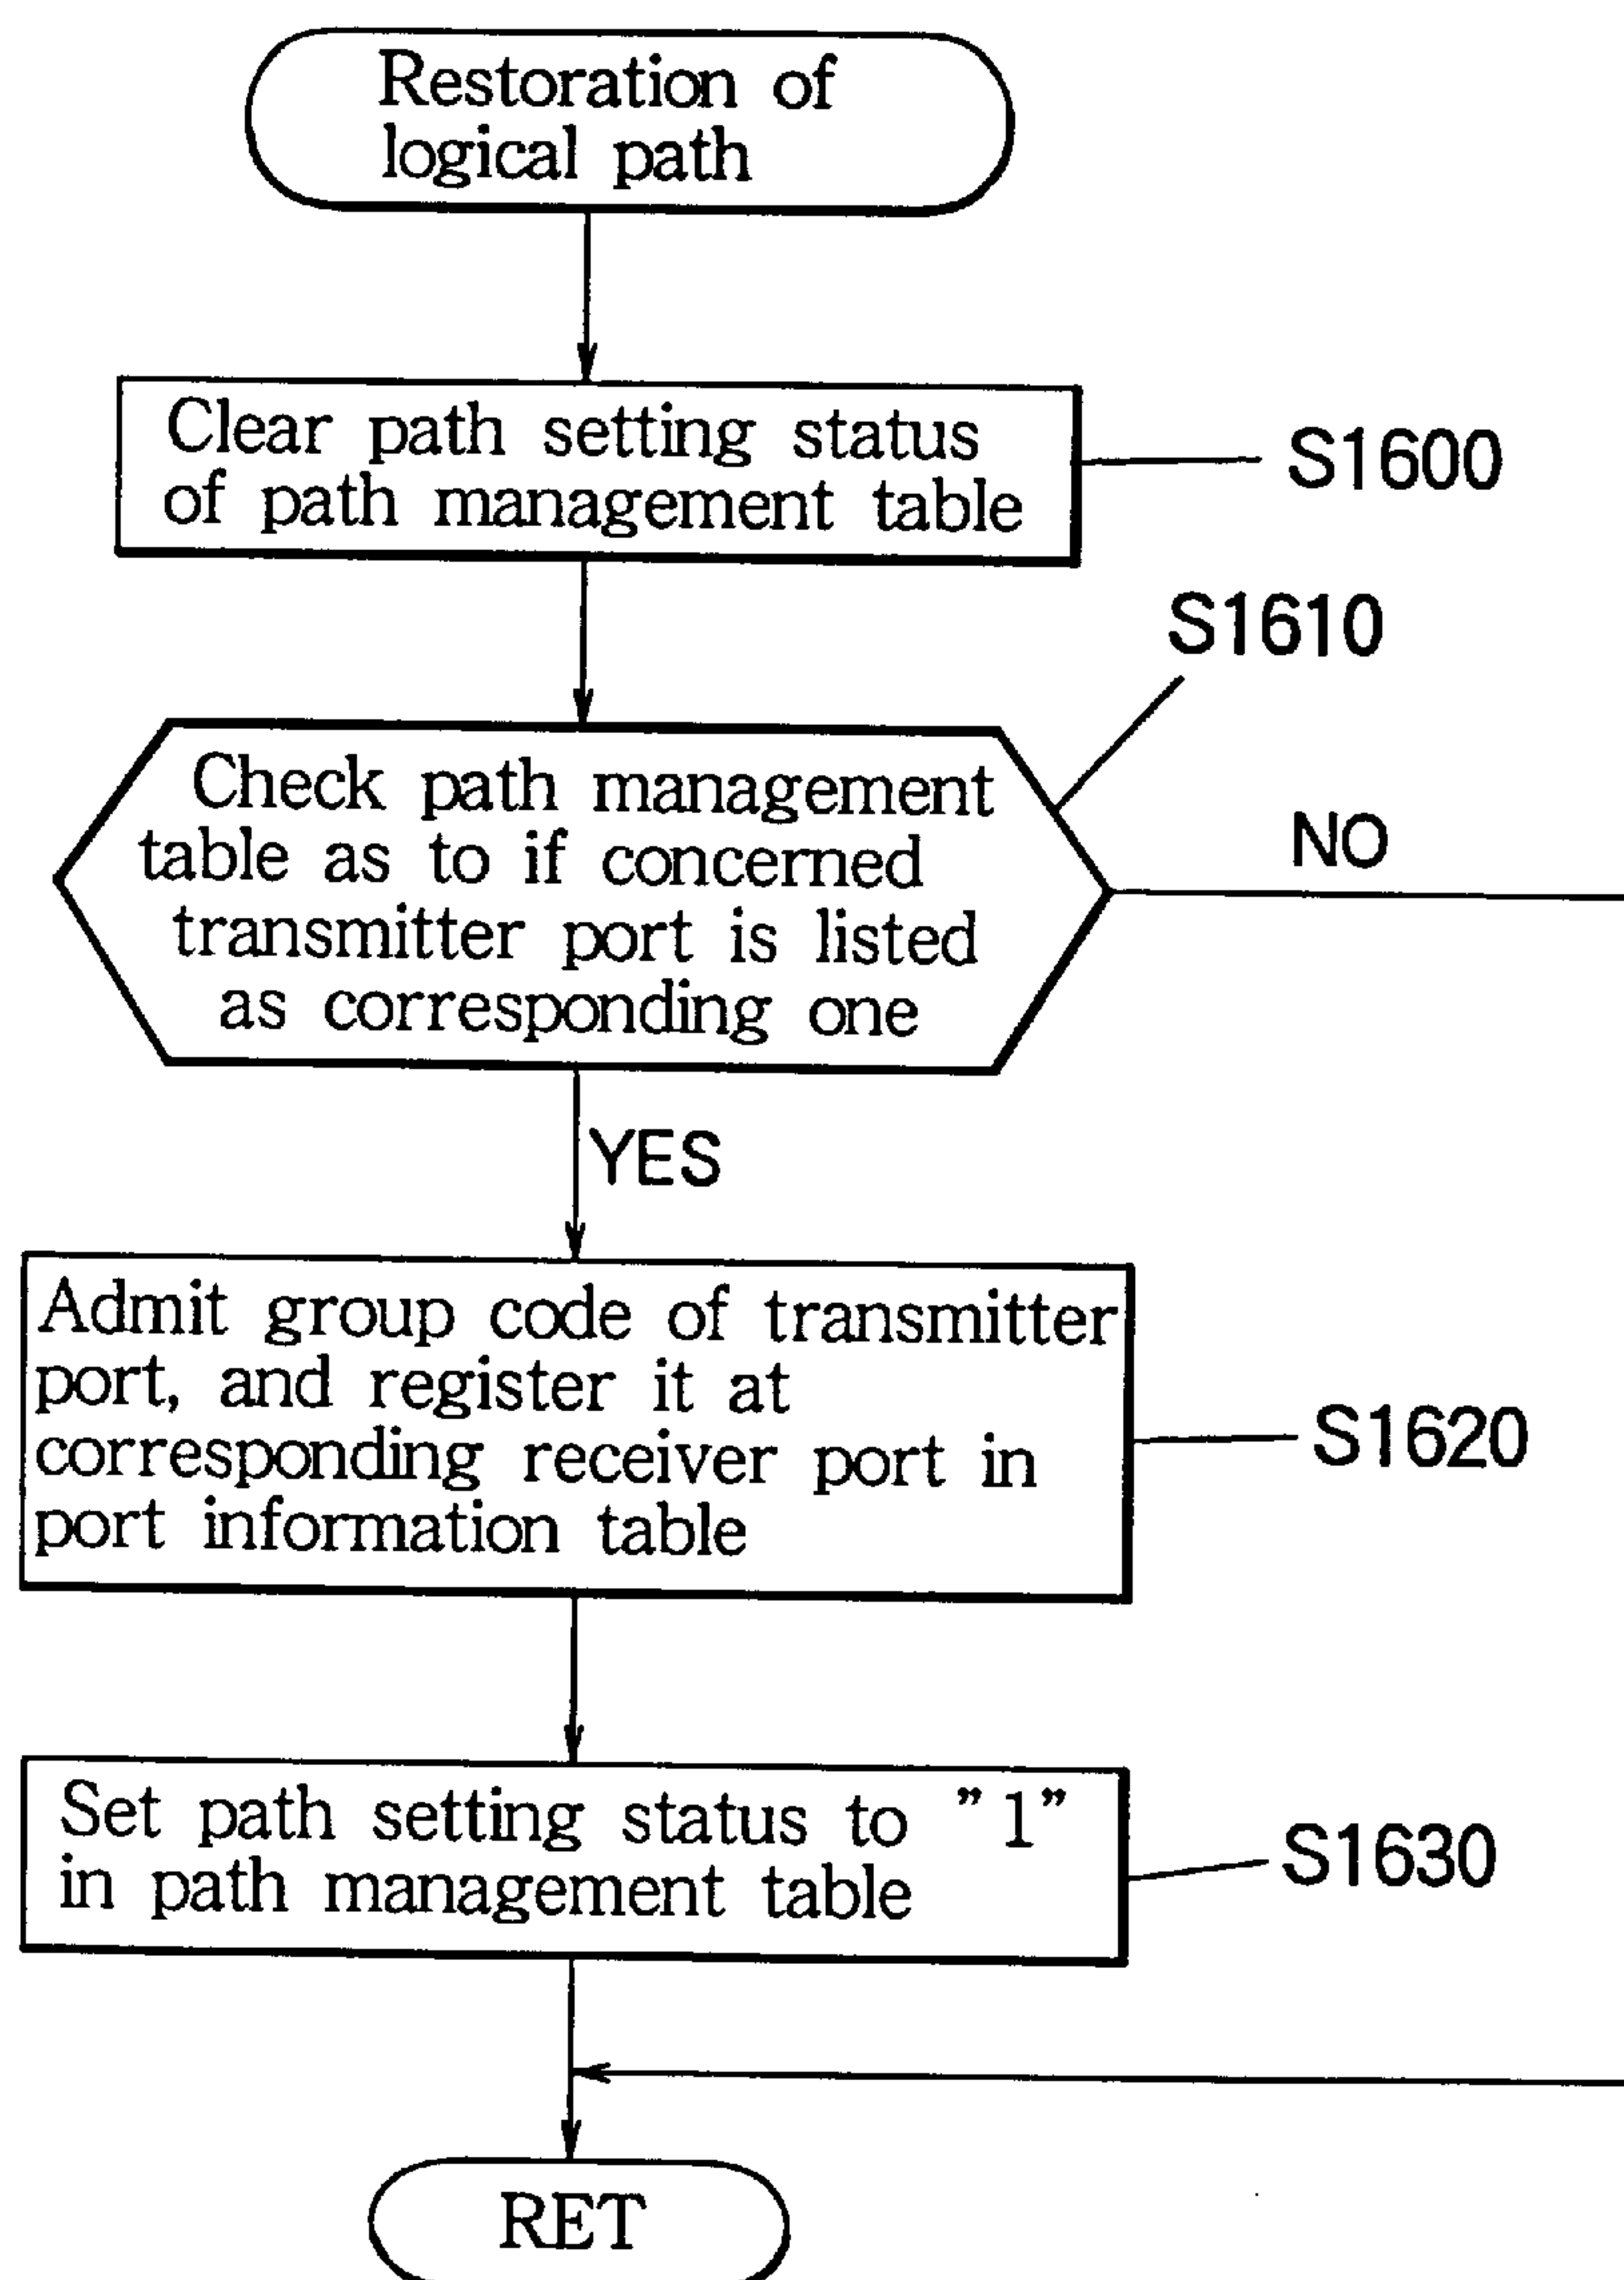 Restoration of
logical path
Clear path setting status
of path management table
S1600
S1610
Check path management
table as to if concerned
transmitter port is listed
as corresponding one
NO
YES
Admit group code of transmitter
port, and register it at
corresponding receiver port in
port information table
S1620
Set path setting status to ”1”
in path management table
S1630
RET